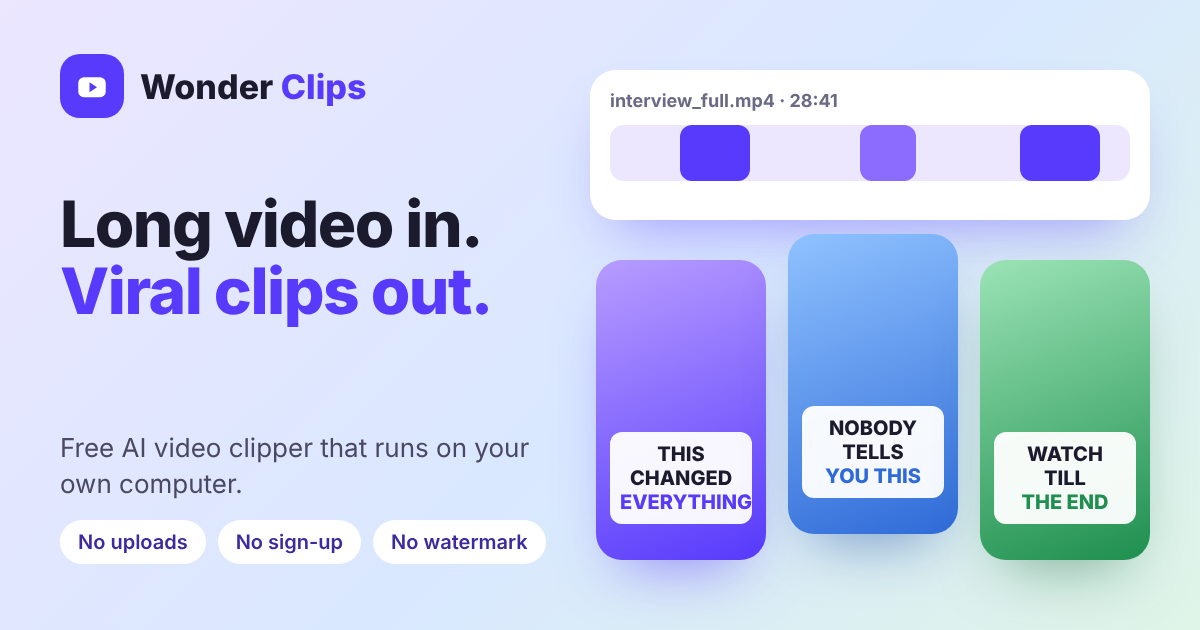 Wonder Clips
Long video in.
Viral clips out.
Free AI video clipper that runs on your
own computer.
No uploads
No sign-up
No watermark
interview_full.mp4 · 28:41
THIS
CHANGED
EVERYTHING
NOBODY
TELLS
YOU THIS
WATCH
TILL
THE END